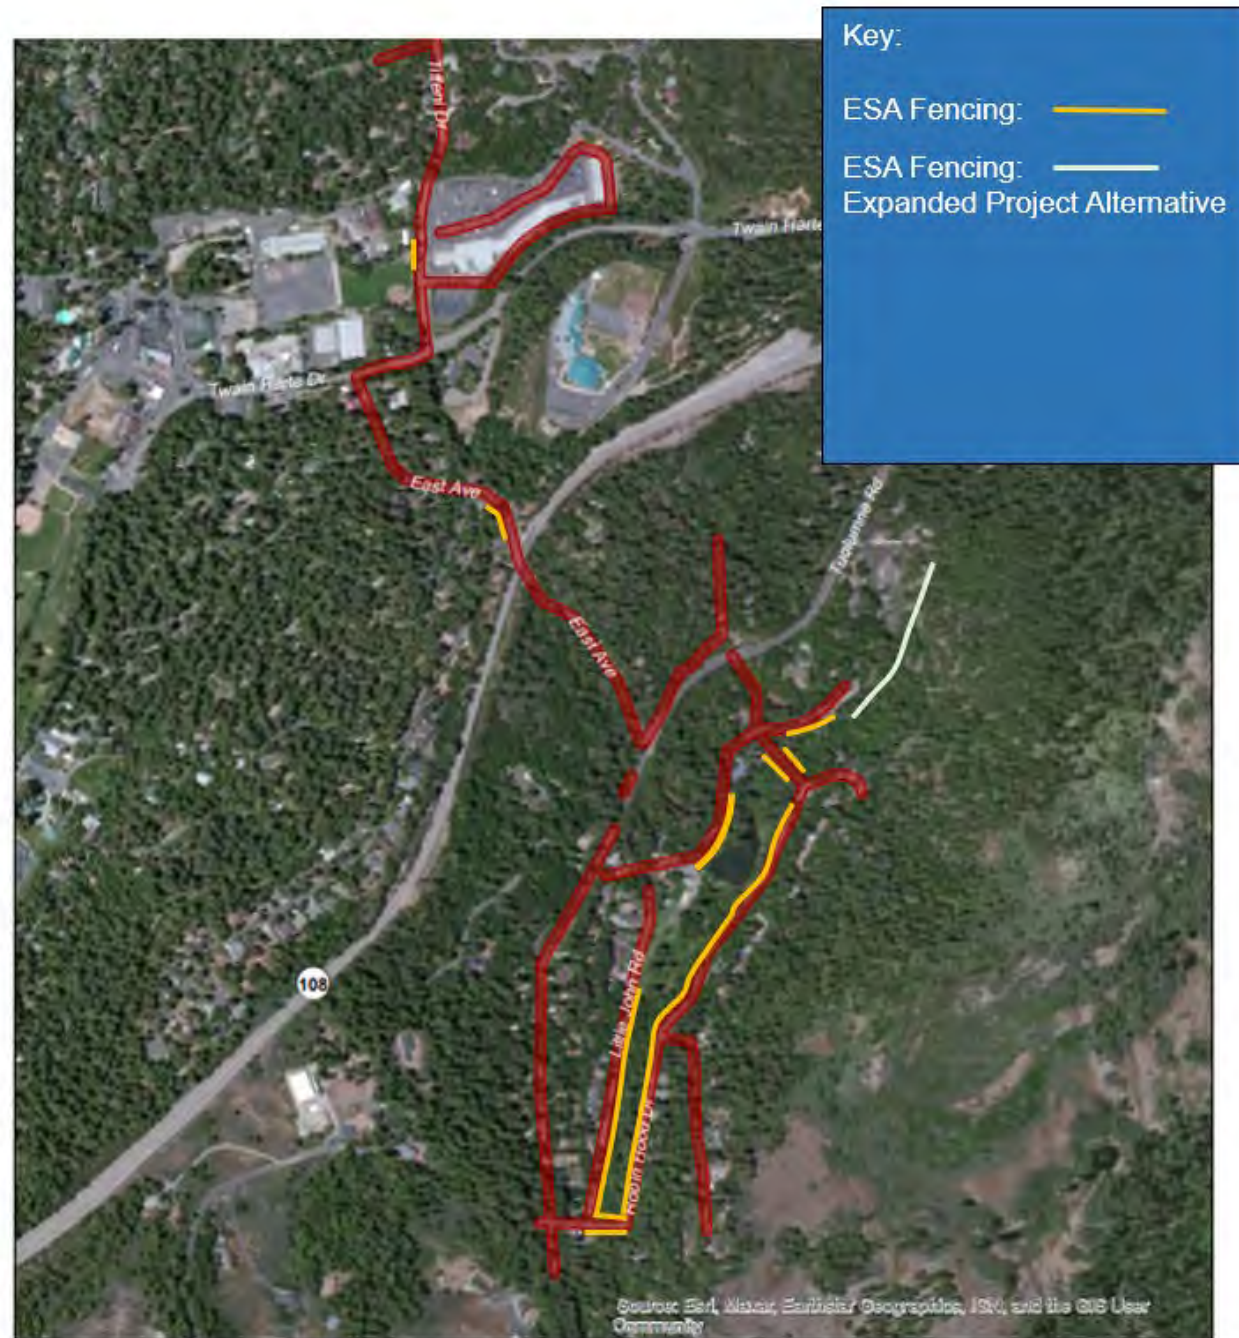 Key:
ESA Fencing:
ESA Fencing:
Expanded Project Alternative
Tiffeni Dr
Twain Harte
Twain Harte Dr
East Ave
Tuolumne Rd
East Ave
108
Little John Rd
Robin Hood Dr
Source: Esri, Maxar, Earthstar Geographics, IGN, and the GIS User
Community